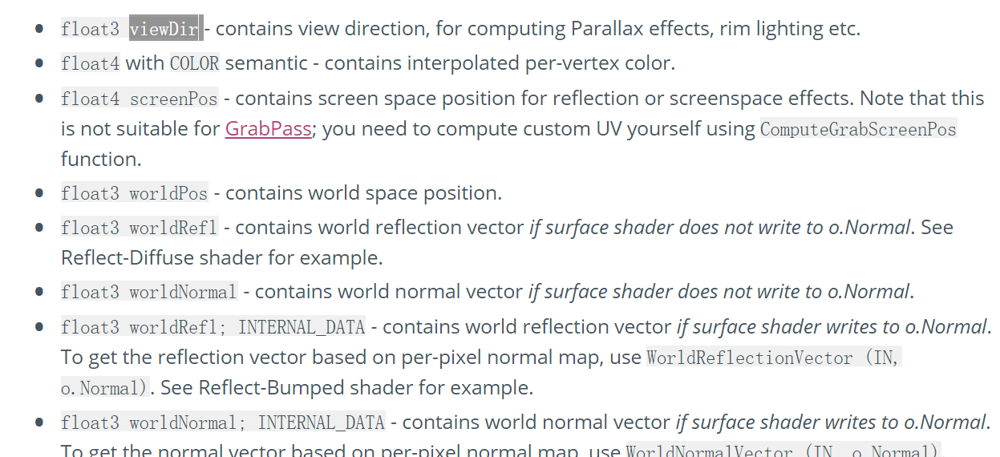 float3 viewDir - contains view direction, for computing Parallax effects, rim lighting etc.
float4 with COLOR semantic - contains interpolated per-vertex color.
float4 screenPos - contains screen space position for reflection or screenspace effects. Note that this
is not suitable for GrabPass; you need to compute custom UV yourself using ComputeGrabScreenPos
function.
float3 worldPos - contains world space position.
float3 worldRefl - contains world reflection vector if surface shader does not write to o.Normal. See
Reflect-Diffuse shader for example.
float3 worldNormal - contains world normal vector if surface shader does not write to o.Normal.
float3 worldRefl; INTERNAL_DATA - contains world reflection vector if surface shader writes to o.Normal.
To get the reflection vector based on per-pixel normal map, use WorldReflectionVector (IN,
o.Normal). See Reflect-Bumped shader for example.
float3 worldNormal; INTERNAL_DATA - contains world normal vector if surface shader writes to o.Normal.
To get the normal vector based on per-pixel normal map, use WorldNormalVector (IN, o.Normal).